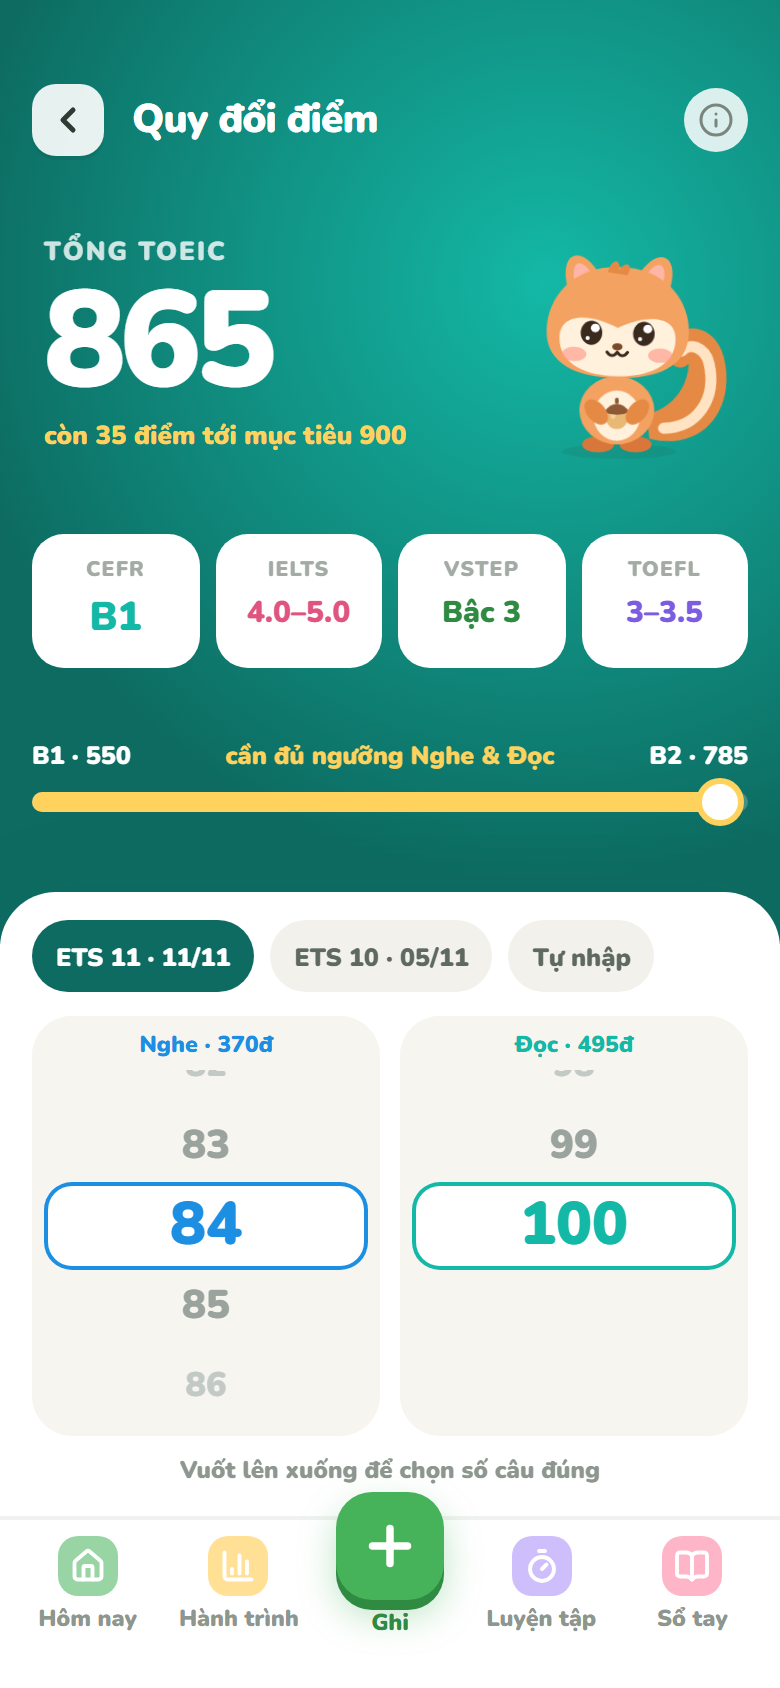 Quy đổi điểm
TỔNG TOEIC
865
còn 35 điểm tới mục tiêu 900
CEFR
B1
IELTS
4.0–5.0
VSTEP
Bậc 3
TOEFL
3–3.5
B1 · 550
cần đủ ngưỡng Nghe & Đọc
B2 · 785
ETS 11 · 11/11
ETS 10 · 05/11
Tự nhập
Nghe · 370đ
83
84
85
86
Đọc · 495đ
99
100
Vuốt lên xuống để chọn số câu đúng
Hôm nay
Hành trình
Ghi
Luyện tập
Sổ tay